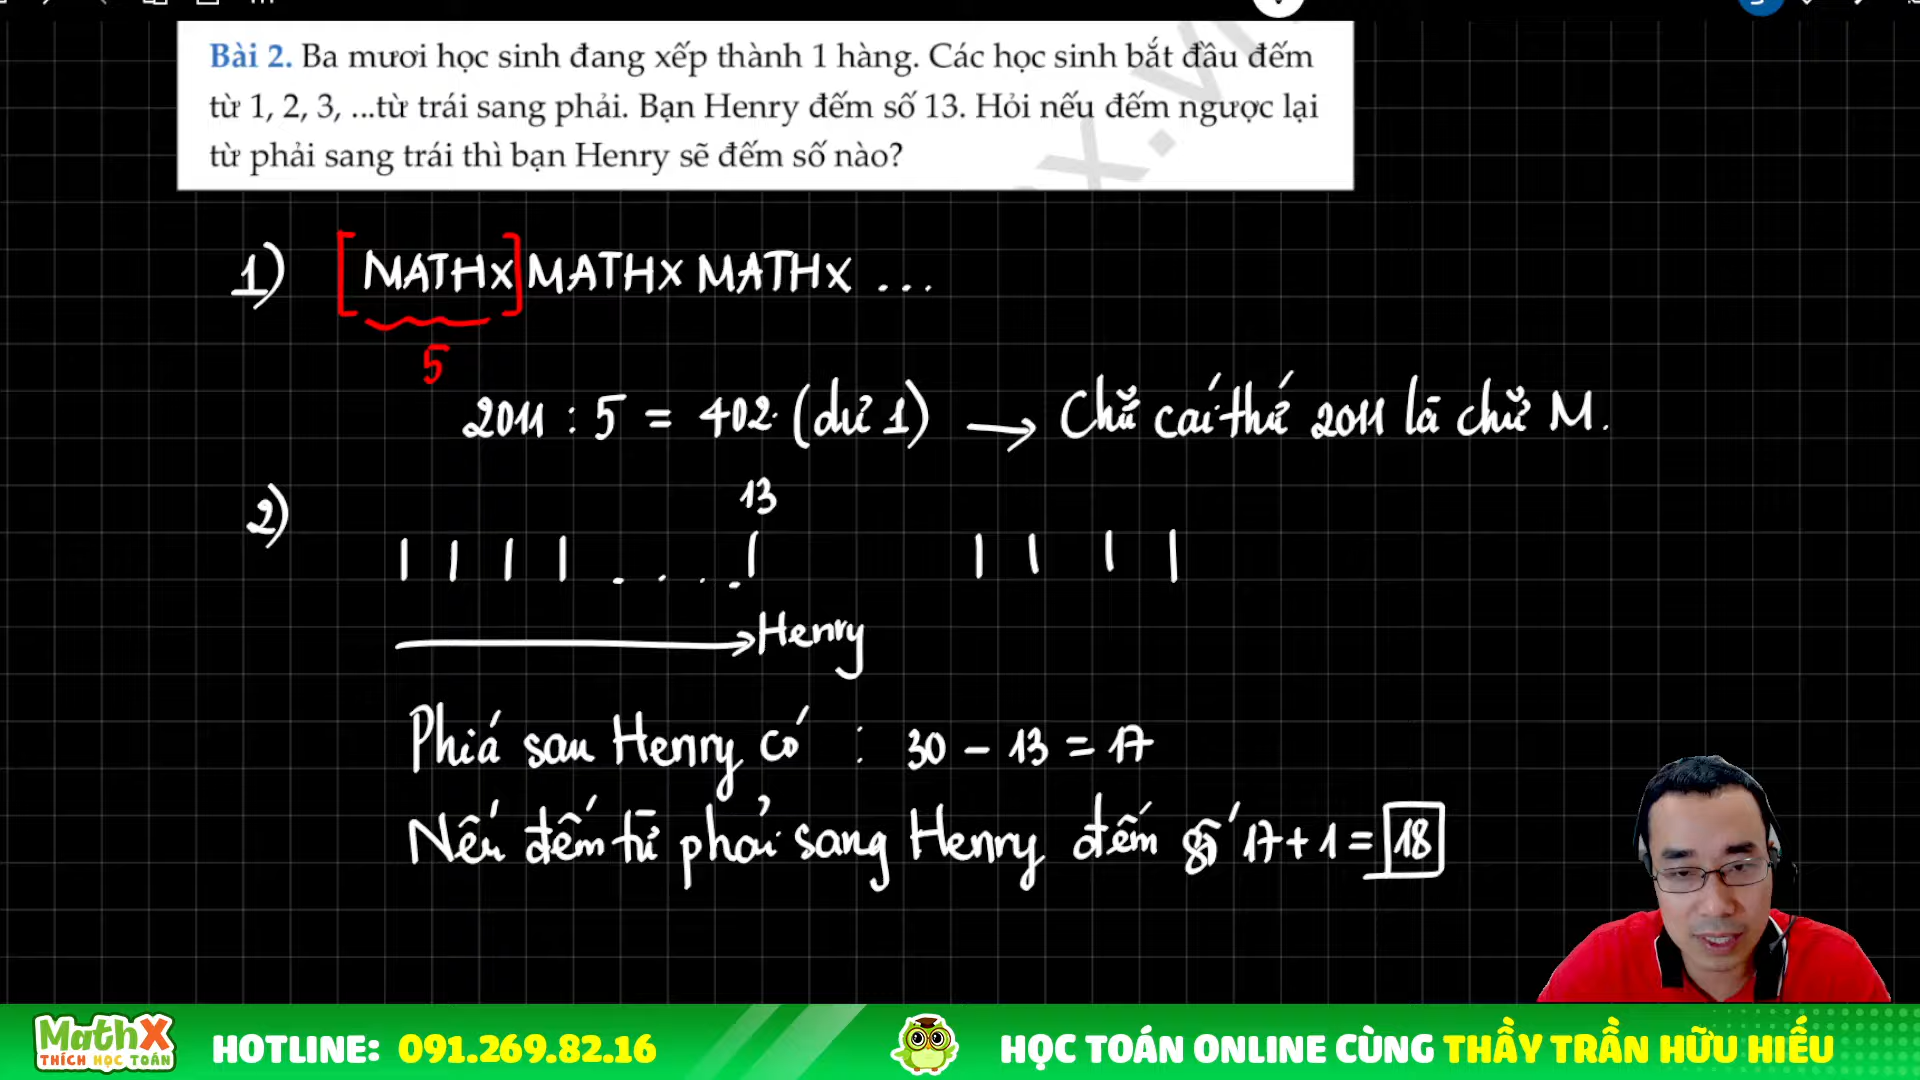 Bài 2. Ba mươi học sinh đang xếp thành 1 hàng. Các học sinh bắt đầu đếm
từ 1, 2, 3, ...từ trái sang phải. Bạn Henry đếm số 13. Hỏi nếu đếm ngược lại
từ phải sang trái thì bạn Henry sẽ đếm số nào?
1) [MATHX] MATHX MATHX ...
5
2011 : 5 = 402 (dư 1) → Chữ cái thứ 2011 là chữ M.
13
2)
Henry
Phía sau Henry có : 30 - 13 = 17
Nếu đếm từ phải sang Henry đếm số 17 + 1 = 18
MathX
THÍCH HỌC TOÁN
HOTLINE: 091.269.82.16
HỌC TOÁN ONLINE CÙNG THẦY TRẦN HỮU HIẾU